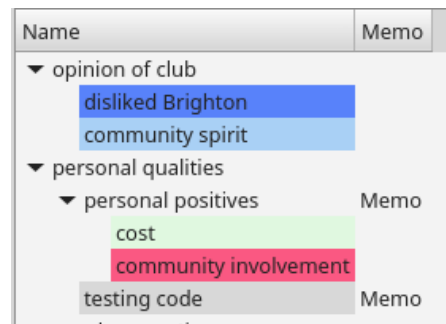 Name Memo
opinion of club
disliked Brighton
community spirit
personal qualities
personal positives Memo
cost
community involvement
testing code Memo